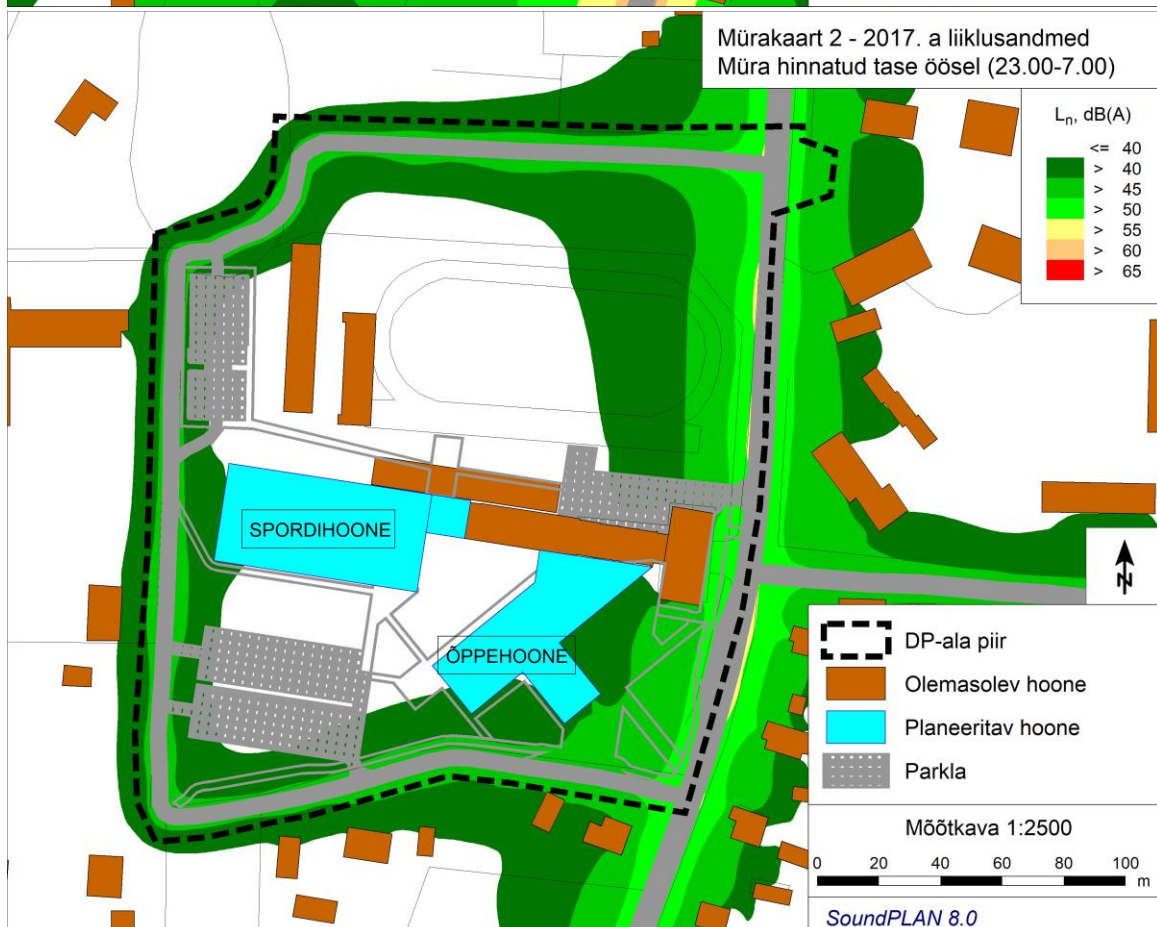 Mürakaart 2 - 2017. a liiklusandmed
Müra hinnatud tase öösel (23.00-7.00)
Lₙ, dB(A)
<= 40
> 40
> 45
> 50
> 55
> 60
> 65
SPORDIHOONE
ÕPPEHOONE
N
DP-ala piir
Olemasolev hoone
Planeeritav hoone
Parkla
Mõõtkava 1:2500
0 20 40 60 80 100
m
SoundPLAN 8.0